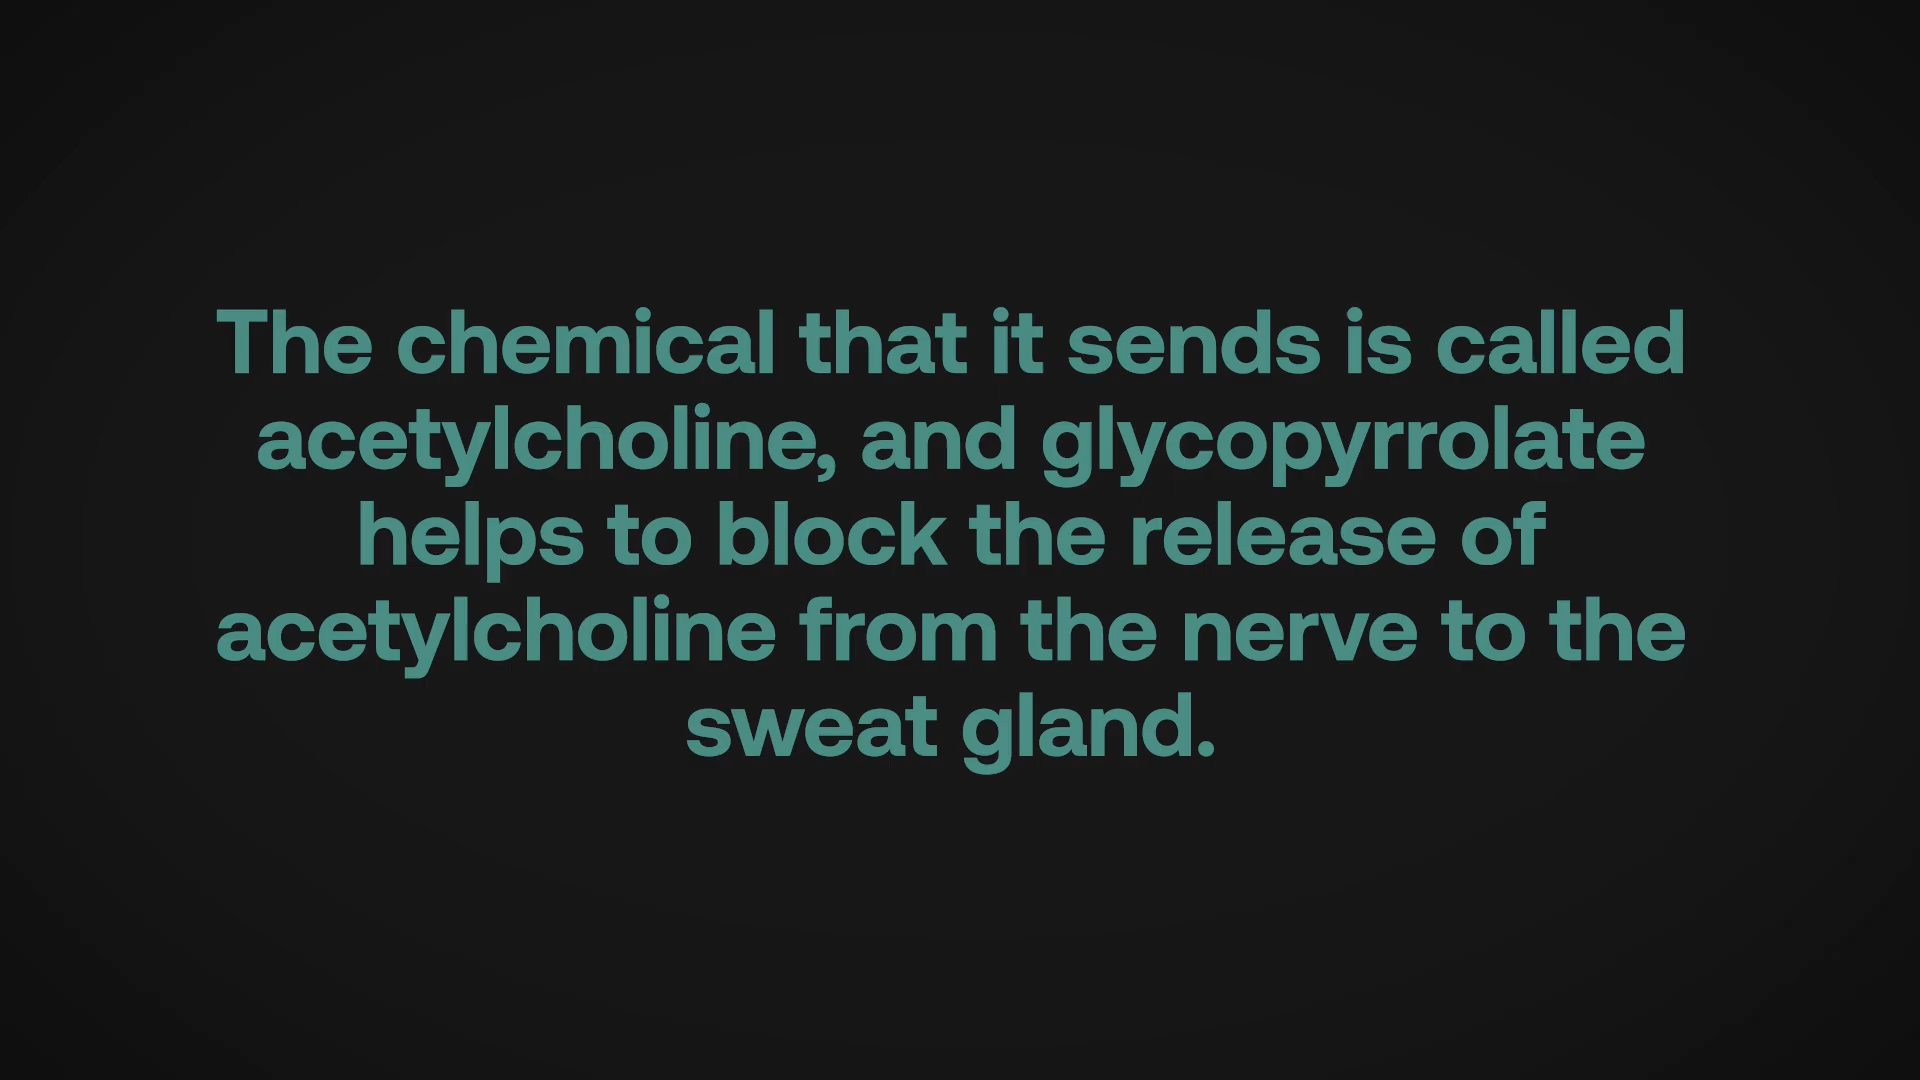 The chemical that it sends is called
acetylcholine, and glycopyrrolate
helps to block the release of
acetylcholine from the nerve to the
sweat gland.